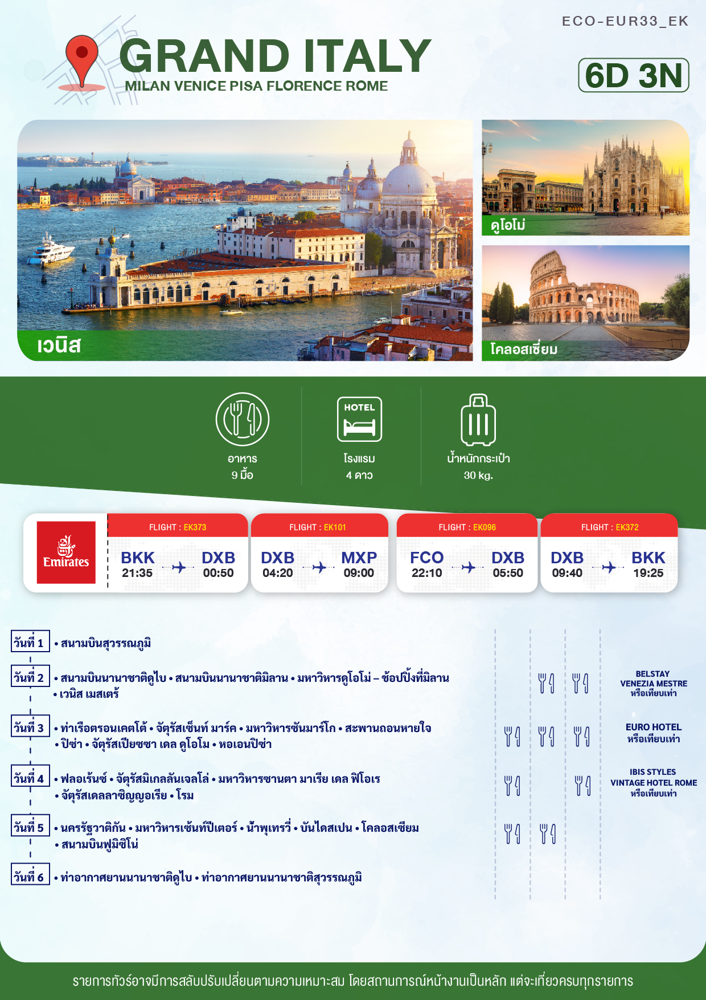 ECO-EUR33_EK
GRAND ITALY
MILAN VENICE PISA FLORENCE ROME
6D 3N
เวนิส
ดูโอโม่
โคลอสเซี่ยม
HOTEL
อาหาร
9 มื้อ
โรงแรม
4 ดาว
น้ำหนักกระเป๋า
30 kg.
Emirates
FLIGHT : EK373
BKK DXB
21:35 00:50
FLIGHT : EK101
DXB MXP
04:20 09:00
FLIGHT : EK096
FCO DXB
22:10 05:50
FLIGHT : EK372
DXB BKK
09:40 19:25
วันที่ 1 • สนามบินสุวรรณภูมิ
วันที่ 2 • สนามบินนานาชาติดูไบ • สนามบินนานาชาติมิลาน • มหาวิหารดูโอโม่ – ช้อปปิ้งที่มิลาน
• เวนิส เมสเตร้
BELSTAY
VENEZIA MESTRE
หรือเทียบเท่า
วันที่ 3 • ท่าเรือตรอนเคตโต้ • จัตุรัสเซ็นท์ มาร์ค • มหาวิหารซันมาร์โก • สะพานถอนหายใจ
• ปิซ่า • จัตุรัสเปียซซา เดล ดูโอโม • หอเอนปิซ่า
EURO HOTEL
หรือเทียบเท่า
วันที่ 4 • ฟลอเร้นซ์ • จัตุรัสมิเกลลันเจลโล่ • มหาวิหารซานตา มาเรีย เดล ฟิโอเร
• จัตุรัสเดลลาซิญญอเรีย • โรม
IBIS STYLES
VINTAGE HOTEL ROME
หรือเทียบเท่า
วันที่ 5 • นครรัฐวาติกัน • มหาวิหารเซ้นท์ปีเตอร์ • น้ำพุเทรวี่ • บันไดสเปน • โคลอสเซียม
• สนามบินฟูมิซิโน่
วันที่ 6 • ท่าอากาศยานนานาชาติดูไบ • ท่าอากาศยานนานาชาติสุวรรณภูมิ
รายการทัวร์อาจมีการสลับปรับเปลี่ยนตามความเหมาะสม โดยสถานการณ์หน้างานเป็นหลัก แต่จะเที่ยวครบทุกรายการ